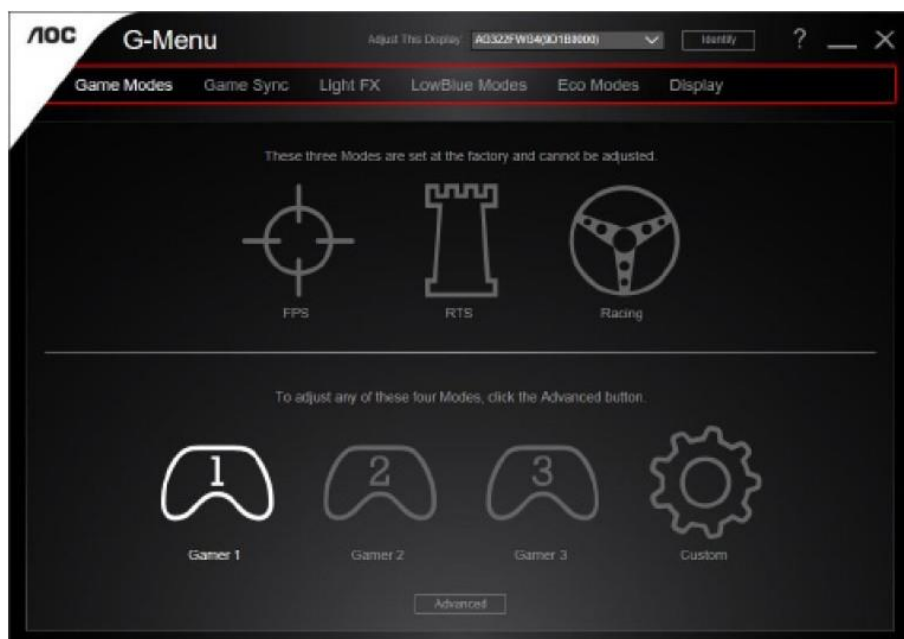 AOC G-Menu Adjust This Display: AG322FWG4(9D1B0000) Identify ?
Game Modes Game Sync Light FX LowBlue Modes Eco Modes Display
These three Modes are set at the factory and cannot be adjusted.
FPS RTS Racing
To adjust any of these four Modes, click the Advanced button.
1 2 3
Gamer 1 Gamer 2 Gamer 3 Custom
Advanced